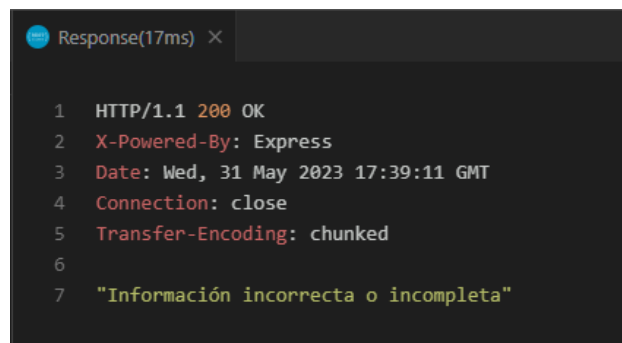 Response(17ms) ×
1 HTTP/1.1 200 OK
2 X-Powered-By: Express
3 Date: Wed, 31 May 2023 17:39:11 GMT
4 Connection: close
5 Transfer-Encoding: chunked
6
7 "Información incorrecta o incompleta"